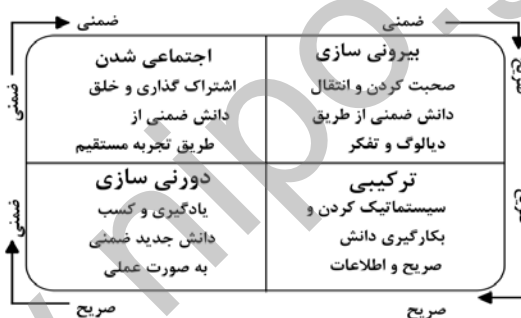 ضمنی
ضمنی
بیرونی سازی
صحبت کردن و انتقال
دانش ضمنی از طریق
دیالوگ و تفکر
اجتماعی شدن
اشتراک گذاری و خلق
دانش ضمنی از
طریق تجربه مستقیم
صریح
ضمنی
ترکیبی
سیستماتیک کردن و
بکارگیری دانش
صریح و اطلاعات
دورنی سازی
یادگیری و کسب
دانش جدید ضمنی
به صورت عملی
ضمنی
صریح
صریح